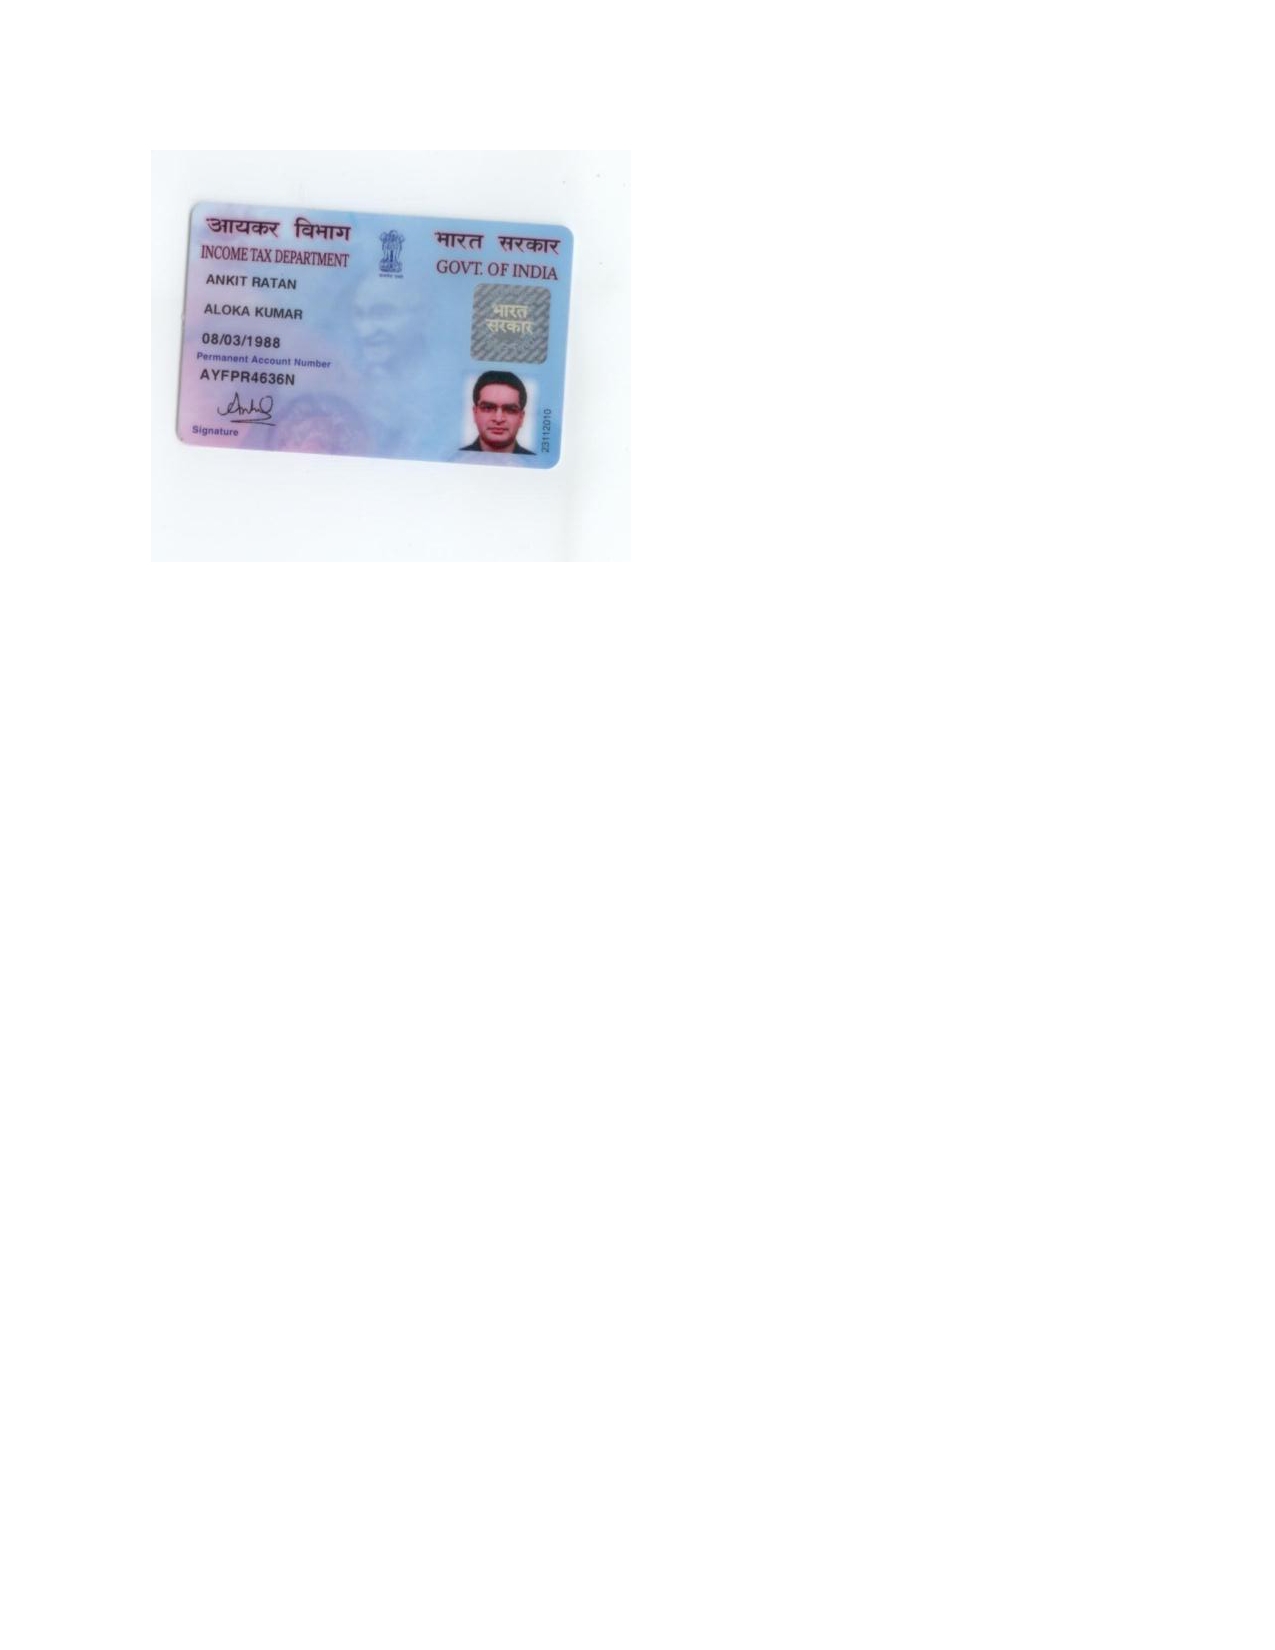 आयकर विभाग
INCOME TAX DEPARTMENT
भारत सरकार
GOVT. OF INDIA
ANKIT RATAN
ALOKA KUMAR
08/03/1988
Permanent Account Number
AYFPR4636N
Signature
भारत
सरकार
23112010